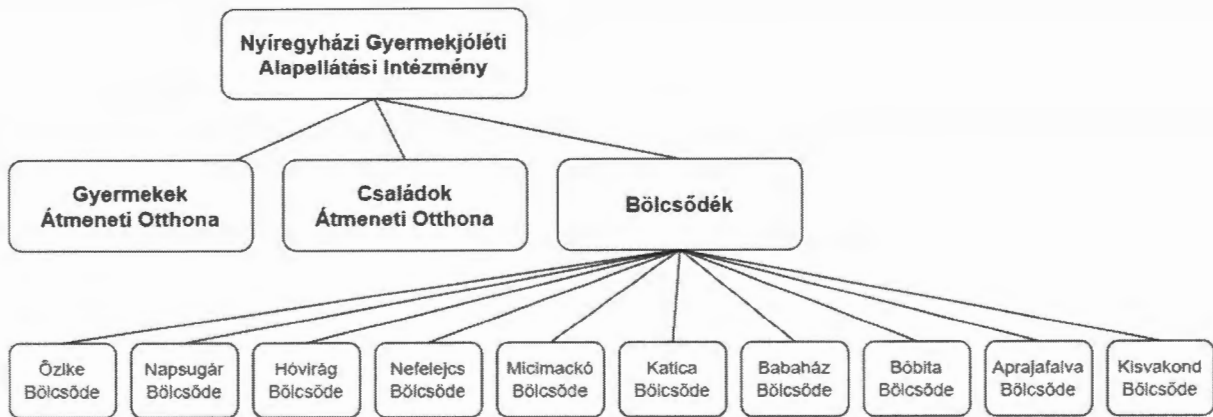 Nyíregyházi Gyermekjóléti
Alapellátási Intézmény
Gyermekek
Átmeneti Otthona
Családok
Átmeneti Otthona
Bölcsődék
Őzike
Bölcsőde
Napsugár
Bölcsőde
Hóvirág
Bölcsőde
Nefelejcs
Bölcsőde
Micimackó
Bölcsőde
Katica
Bölcsőde
Babaház
Bölcsőde
Bóbita
Bölcsőde
Aprajafalva
Bölcsőde
Kisvakond
Bölcsőde